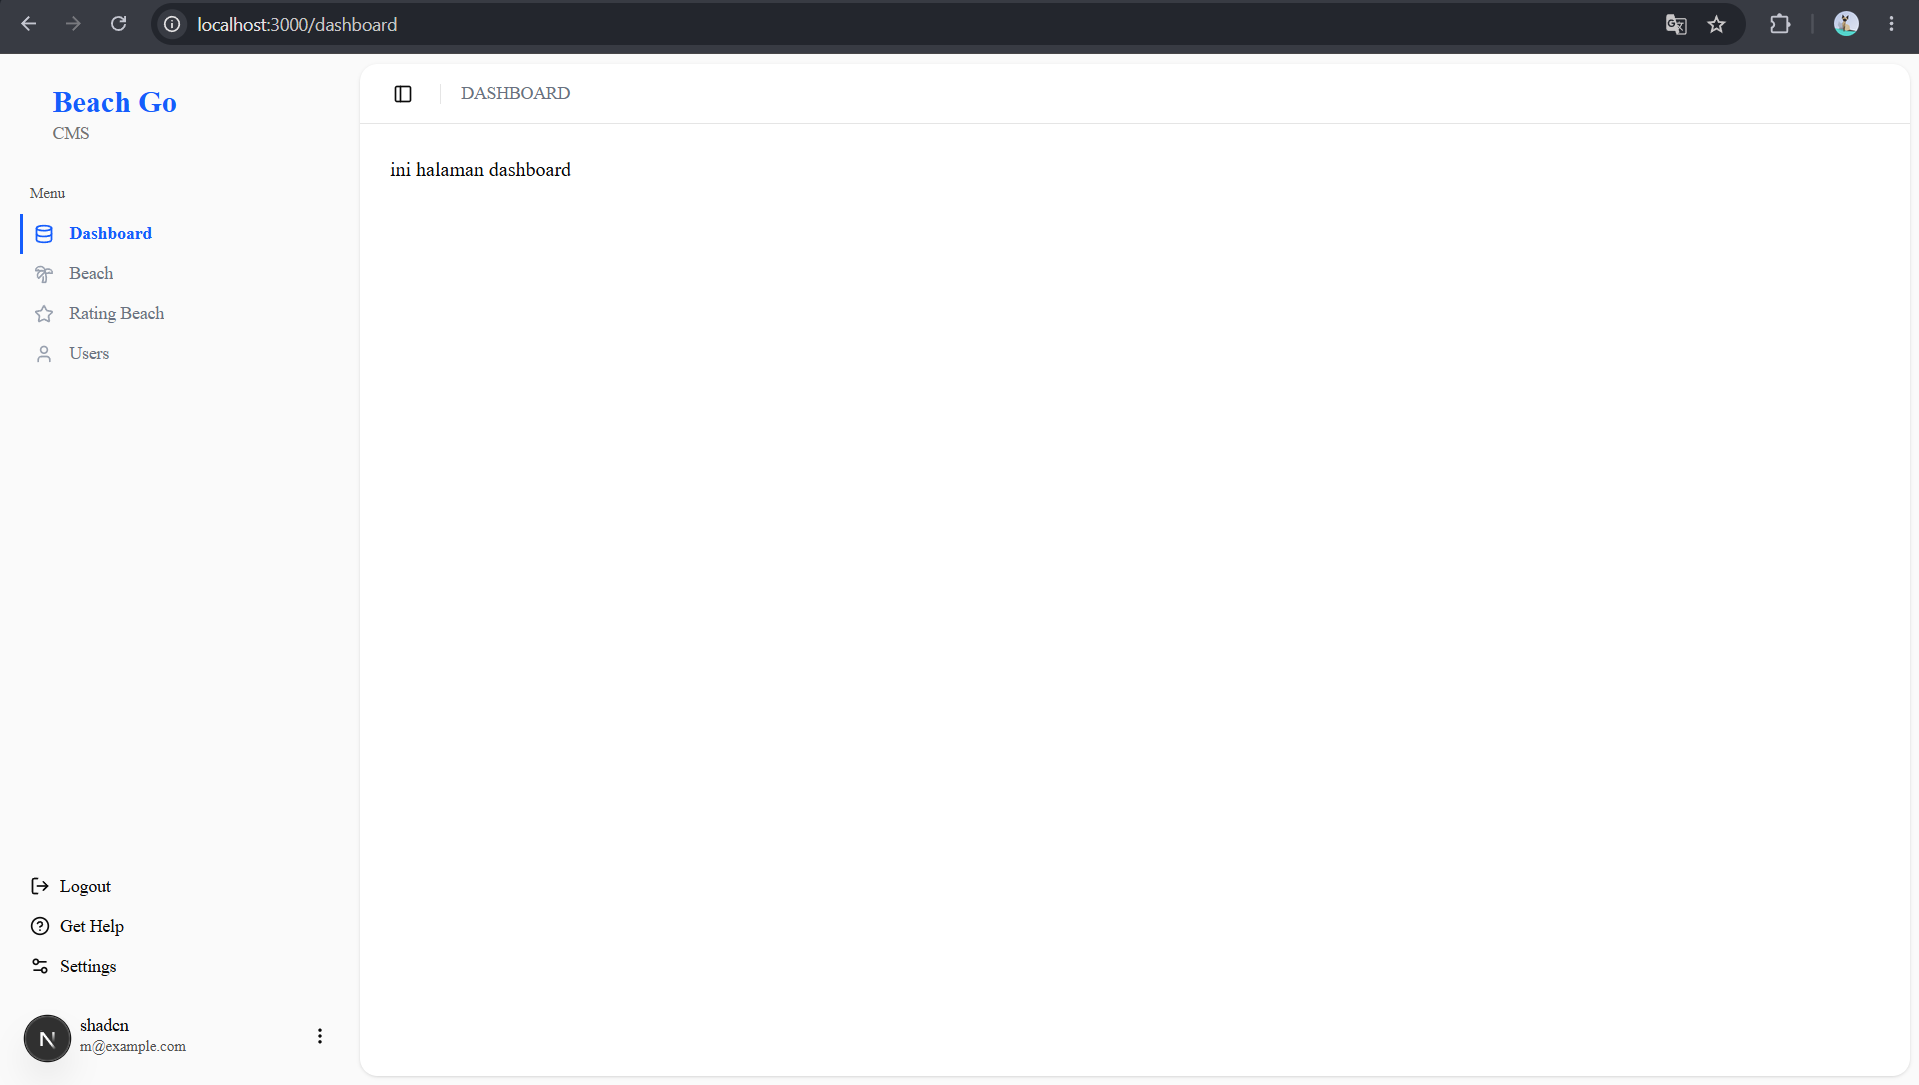 localhost:3000/dashboard
Beach Go
CMS
Menu
Dashboard
Beach
Rating Beach
Users
Logout
Get Help
Settings
N
shadcn
m@example.com
DASHBOARD
ini halaman dashboard